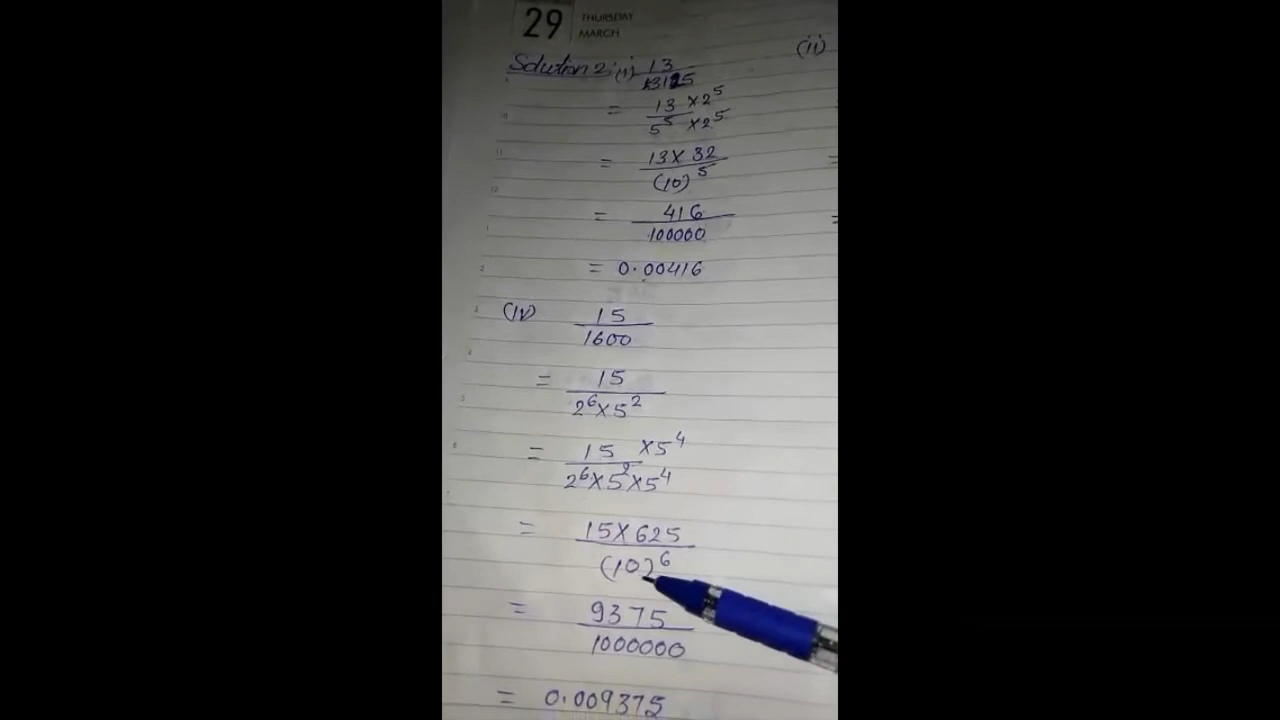 29 THURSDAY
MARCH
(ii)
Solution 2: (i) 13/3125
= 13 × 2^5 / 5^5 × 2^5
= 13 × 32 / (10)^5
= 416 / 100000
= 0.00416
(iv) 15 / 1600
= 15 / 2^6 × 5^2
= 15 × 5^4 / 2^6 × 5^2 × 5^4
= 15 × 625 / (10)^6
= 9375 / 1000000
= 0.009375